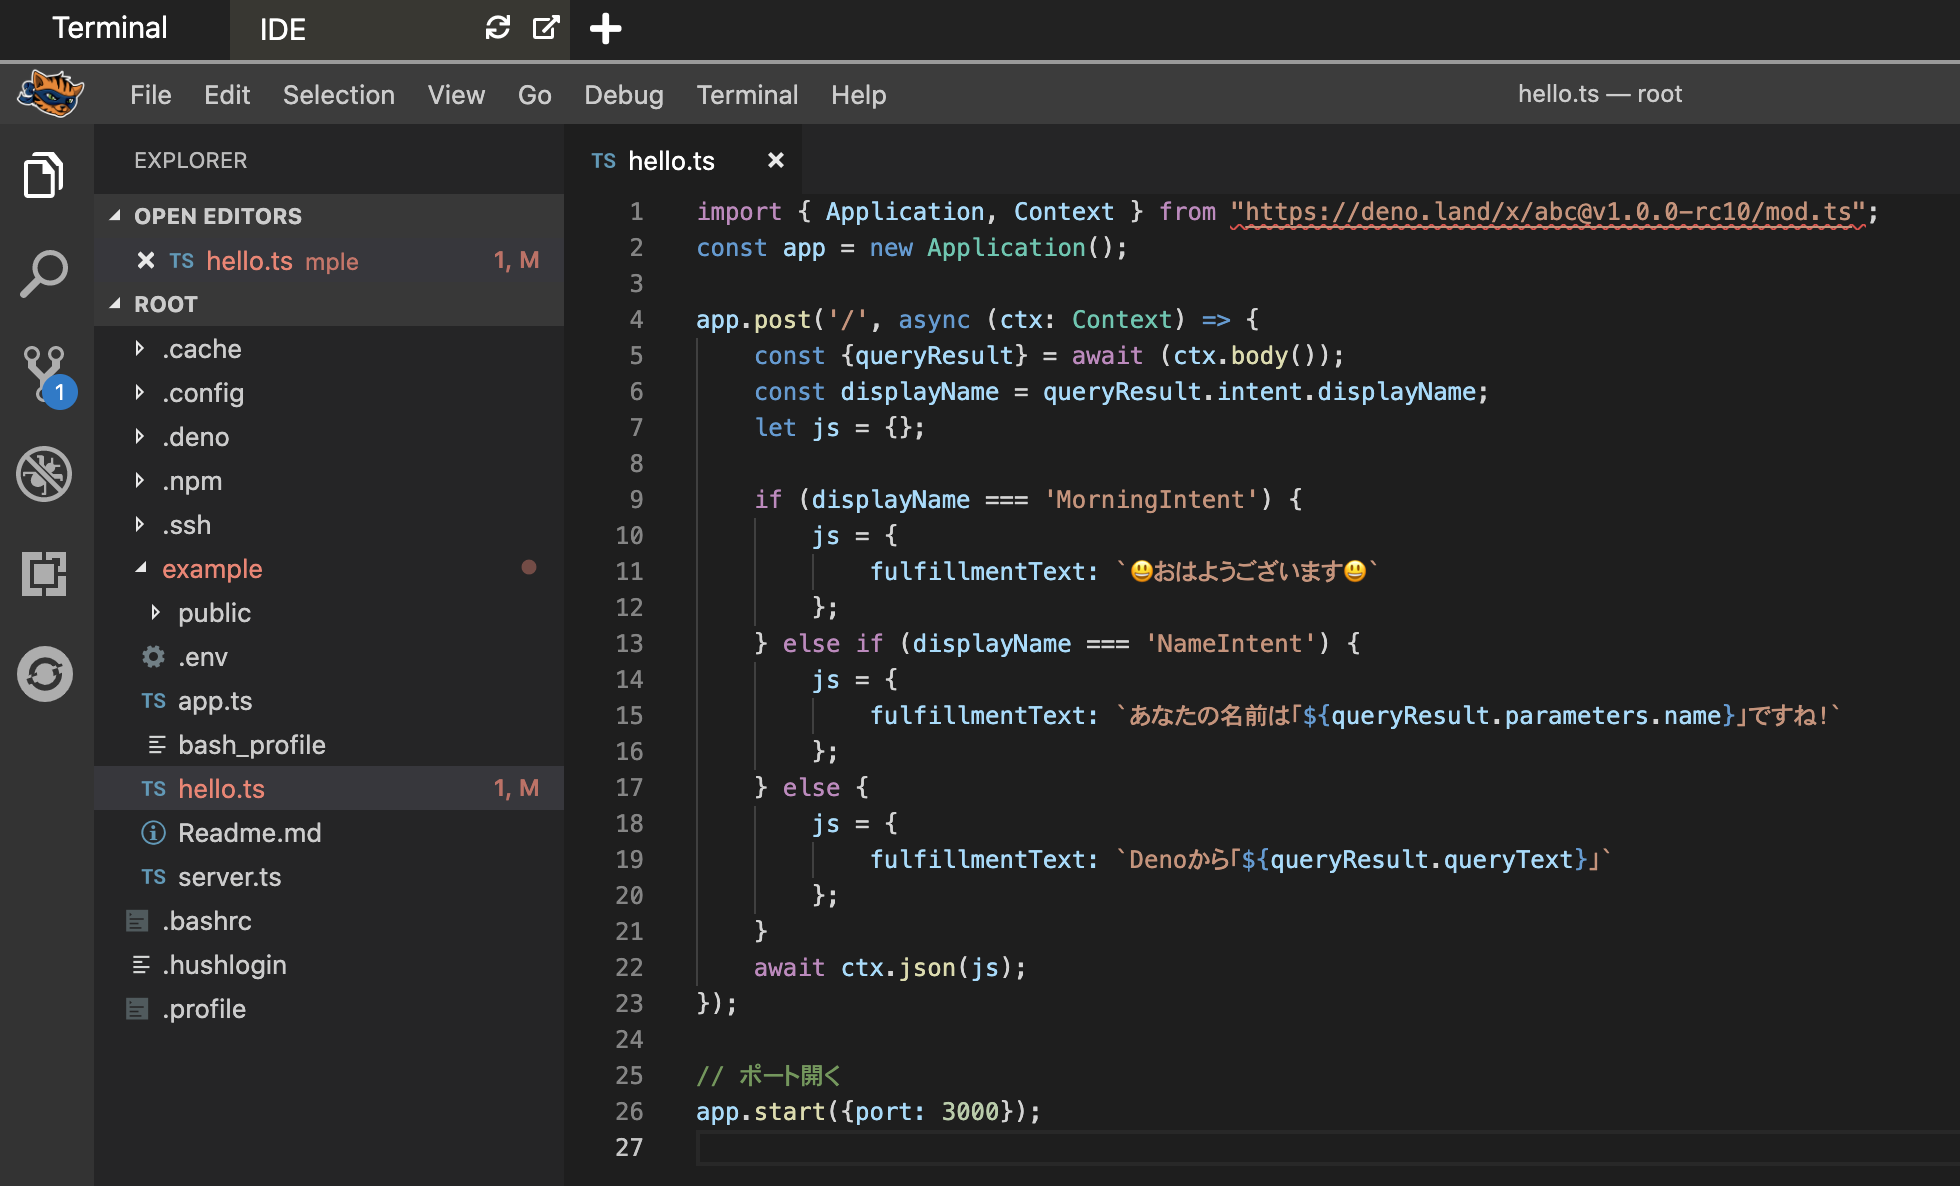 Terminal
IDE
File Edit Selection View Go Debug Terminal Help
hello.ts — root
EXPLORER
OPEN EDITORS
TS hello.ts mple 1, M
ROOT
.cache
.config
.deno
.npm
.ssh
example
public
.env
TS app.ts
bash_profile
TS hello.ts 1, M
Readme.md
TS server.ts
.bashrc
.hushlogin
.profile
1
TS hello.ts
1 import { Application, Context } from "https://deno.land/x/abc@v1.0.0-rc10/mod.ts";
2 const app = new Application();
3
4 app.post('/', async (ctx: Context) => {
5     const {queryResult} = await (ctx.body());
6     const displayName = queryResult.intent.displayName;
7     let js = {};
8
9     if (displayName === 'MorningIntent') {
10         js = {
11             fulfillmentText: `😃おはようございます😃`
12         };
13     } else if (displayName === 'NameIntent') {
14         js = {
15             fulfillmentText: `あなたの名前は「${queryResult.parameters.name}」ですね!`
16         };
17     } else {
18         js = {
19             fulfillmentText: `Denoから「${queryResult.queryText}」`
20         };
21     }
22     await ctx.json(js);
23 });
24
25 // ポート開く
26 app.start({port: 3000});
27